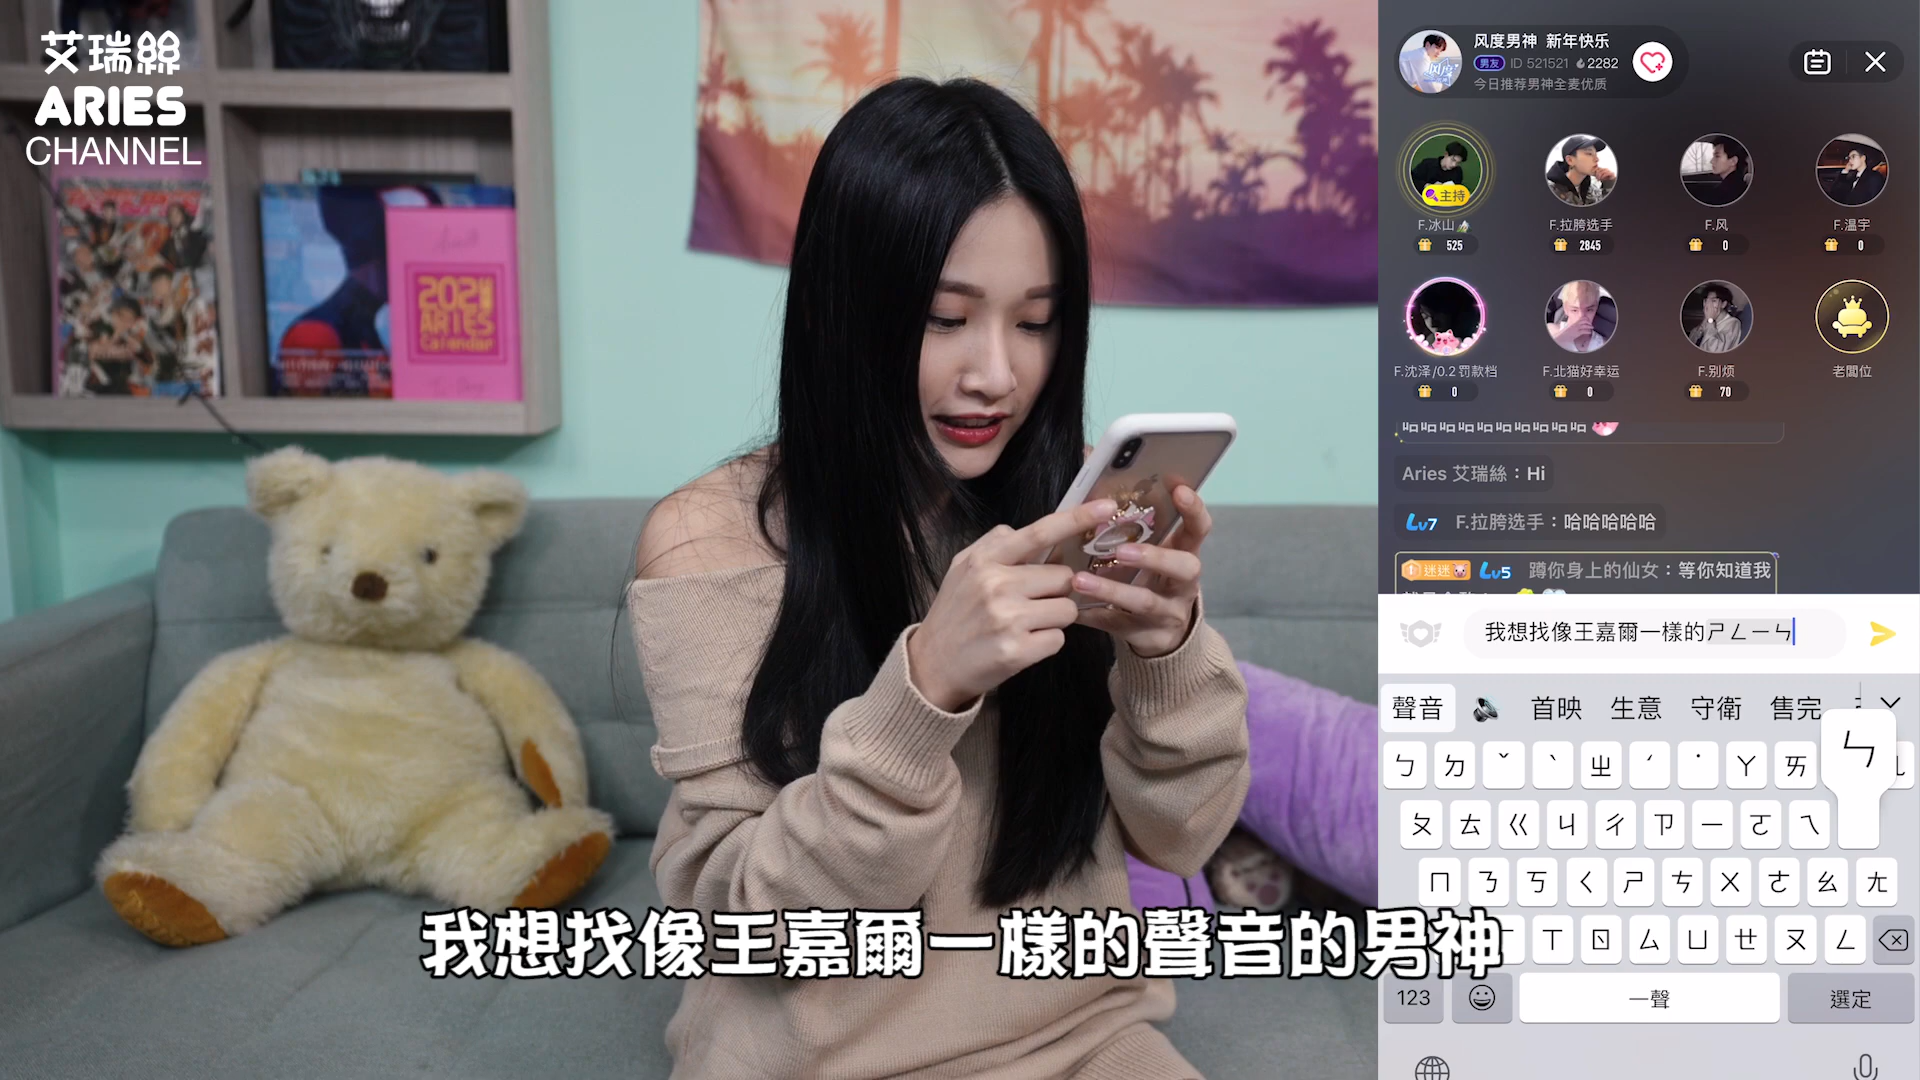 艾瑞絲
ARIES
CHANNEL
2021
ARIES
Calendar
风度男神 新年快乐
男友 ID 521521 2282
今日推荐男神全麦优质
主持
F.冰山 F.拉胯选手 F.风 F.温宇
525 2845 0 0
F.沈泽/0.2罚款档 F.北猫好幸运 F.别烦 老闆位
0 0 70
Aries 艾瑞絲：Hi
Lv7 F.拉胯选手：哈哈哈哈哈
迷迷 Lv5 蹲你身上的仙女：等你知道我
我想找像王嘉爾一樣的ㄕㄥㄧㄣ
聲音 首映 生意 守衛 售完
ㄅ ㄉ ˇ ˋ ㄓ ˊ ˙ ㄚ ㄞ ㄣ
ㄆ ㄊ ㄍ ㄐ ㄔ ㄗ ㄧ ㄛ ㄟ
ㄇ ㄋ ㄎ ㄑ ㄕ ㄘ ㄨ ㄜ ㄠ ㄤ
ㄒ ㄖ ㄙ ㄩ ㄝ ㄡ ㄥ
123 一聲 選定
我想找像王嘉爾一樣的聲音的男神